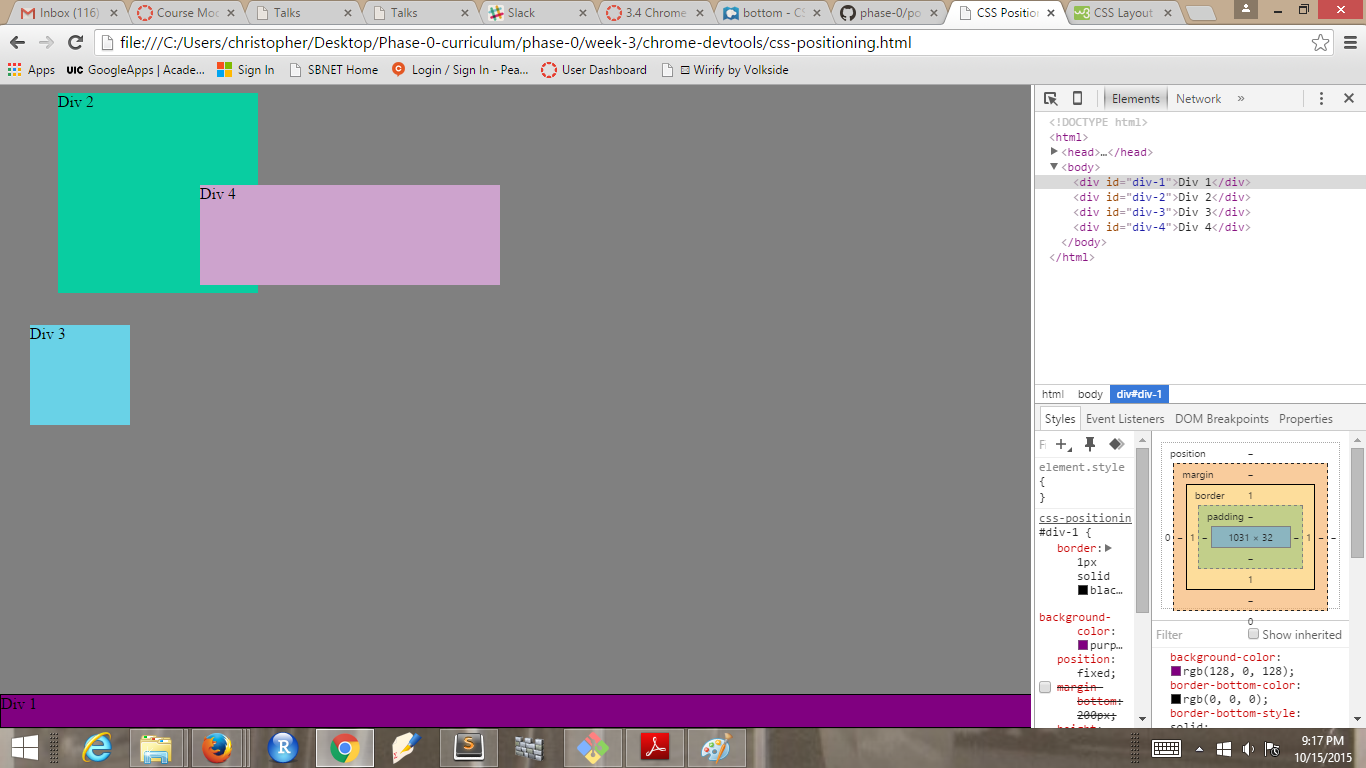 Inbox (116)
Course Moc
Talks
Talks
Slack
3.4 Chrome
bottom - CS
phase-0/po
CSS Positio
CSS Layout
file:///C:/Users/christopher/Desktop/Phase-0-curriculum/phase-0/week-3/chrome-devtools/css-positioning.html
Apps
UIC GoogleApps | Acade...
Sign In
SBNET Home
Login / Sign In - Pea...
User Dashboard
Wirify by Volkside
Div 2
Div 4
Div 3
Div 1
Elements
Network
»
<!DOCTYPE html>
<html>
<head>…</head>
<body>
<div id="div-1">Div 1</div>
<div id="div-2">Div 2</div>
<div id="div-3">Div 3</div>
<div id="div-4">Div 4</div>
</body>
</html>
html body div#div-1
Styles Event Listeners DOM Breakpoints Properties
element.style
{
}
css-positionin
#div-1 {
border:
1px
solid
blac…
background-
color:
purp…
position:
fixed;
margin-
bottom:
200px;
height:
position –
margin –
border 1
padding –
0 – 1 – 1031 × 32 – 1 – –
–
1
–
0
Filter
Show inherited
background-color:
rgb(128, 0, 128);
border-bottom-color:
rgb(0, 0, 0);
border-bottom-style:
solid;
9:17 PM
10/15/2015